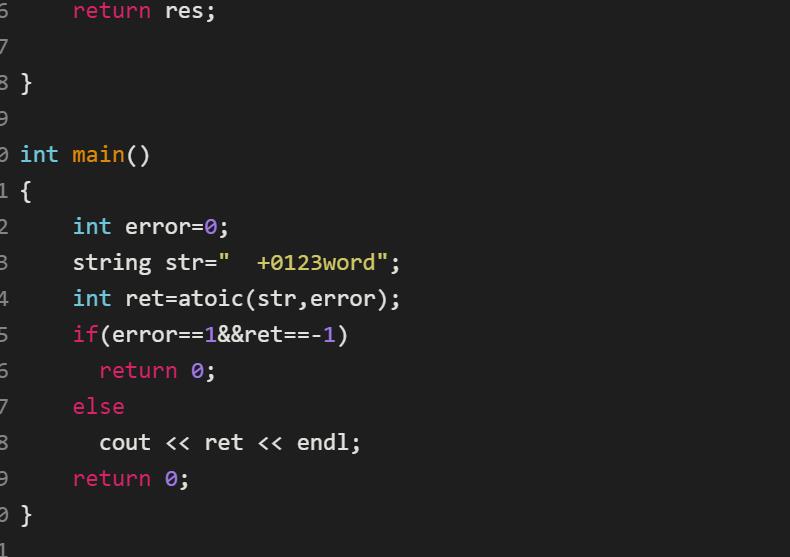 6     return res;
7
8 }
9
0 int main()
1 {
2     int error=0;
3     string str="  +0123word";
4     int ret=atoic(str,error);
5     if(error==1&&ret==-1)
6       return 0;
7     else
8       cout << ret << endl;
9     return 0;
0 }
1